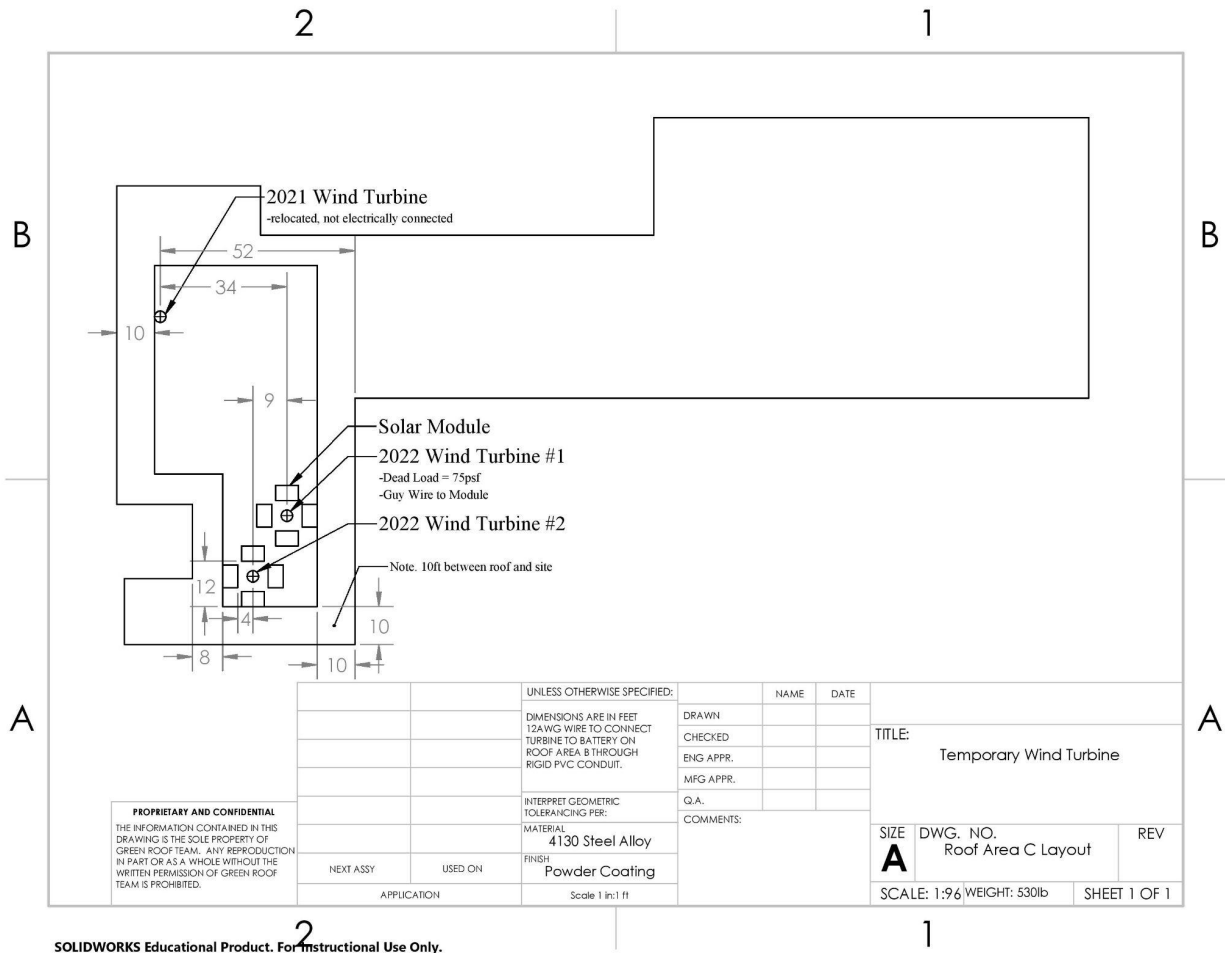 2
1
B
B
2021 Wind Turbine
-relocated, not electrically connected
52
34
10
9
Solar Module
2022 Wind Turbine #1
-Dead Load = 75psf
-Guy Wire to Module
2022 Wind Turbine #2
Note. 10ft between roof and site
12
4
10
8
10
A
A
UNLESS OTHERWISE SPECIFIED:
DIMENSIONS ARE IN FEET
12AWG WIRE TO CONNECT
TURBINE TO BATTERY ON
ROOF AREA B THROUGH
RIGID PVC CONDUIT.
INTERPRET GEOMETRIC
TOLERANCING PER:
MATERIAL
4130 Steel Alloy
FINISH
Powder Coating
Scale 1 in:1 ft
NAME
DATE
DRAWN
CHECKED
ENG APPR.
MFG APPR.
Q.A.
COMMENTS:
TITLE:
Temporary Wind Turbine
SIZE
A
DWG. NO.
Roof Area C Layout
REV
SCALE: 1:96
WEIGHT: 530lb
SHEET 1 OF 1
PROPRIETARY AND CONFIDENTIAL
THE INFORMATION CONTAINED IN THIS
DRAWING IS THE SOLE PROPERTY OF
GREEN ROOF TEAM. ANY REPRODUCTION
IN PART OR AS A WHOLE WITHOUT THE
WRITTEN PERMISSION OF GREEN ROOF
TEAM IS PROHIBITED.
NEXT ASSY
USED ON
APPLICATION
2
1
SOLIDWORKS Educational Product. For Instructional Use Only.